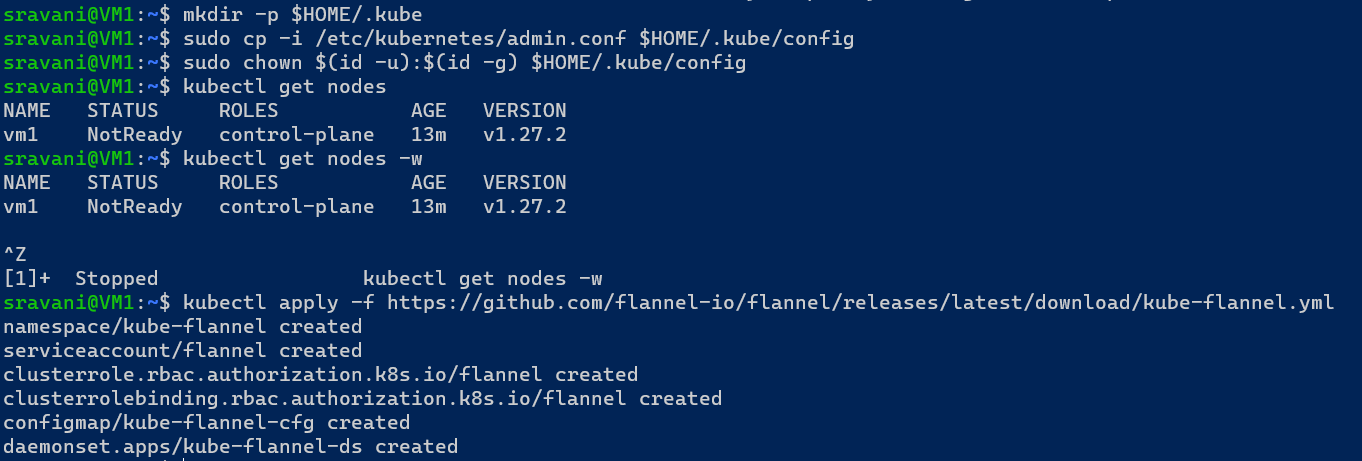 sravani@VM1:~$ mkdir -p $HOME/.kube
sravani@VM1:~$ sudo cp -i /etc/kubernetes/admin.conf $HOME/.kube/config
sravani@VM1:~$ sudo chown $(id -u):$(id -g) $HOME/.kube/config
sravani@VM1:~$ kubectl get nodes
NAME   STATUS     ROLES           AGE   VERSION
vm1    NotReady   control-plane   13m   v1.27.2
sravani@VM1:~$ kubectl get nodes -w
NAME   STATUS     ROLES           AGE   VERSION
vm1    NotReady   control-plane   13m   v1.27.2
^Z
[1]+  Stopped                 kubectl get nodes -w
sravani@VM1:~$ kubectl apply -f https://github.com/flannel-io/flannel/releases/latest/download/kube-flannel.yml
namespace/kube-flannel created
serviceaccount/flannel created
clusterrole.rbac.authorization.k8s.io/flannel created
clusterrolebinding.rbac.authorization.k8s.io/flannel created
configmap/kube-flannel-cfg created
daemonset.apps/kube-flannel-ds created